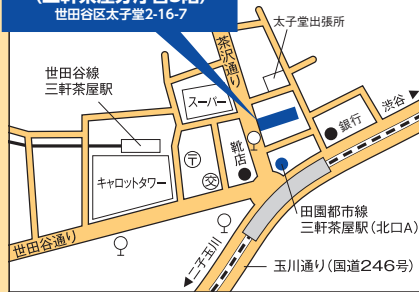 世田谷区太子堂2-16-7
太子堂出張所
茶沢通り
世田谷線
三軒茶屋駅
スーパー
渋谷
銀行
靴店
〒
交
キャロットタワー
田園都市線
三軒茶屋駅(北口A)
世田谷通り
二子玉川
玉川通り(国道246号)